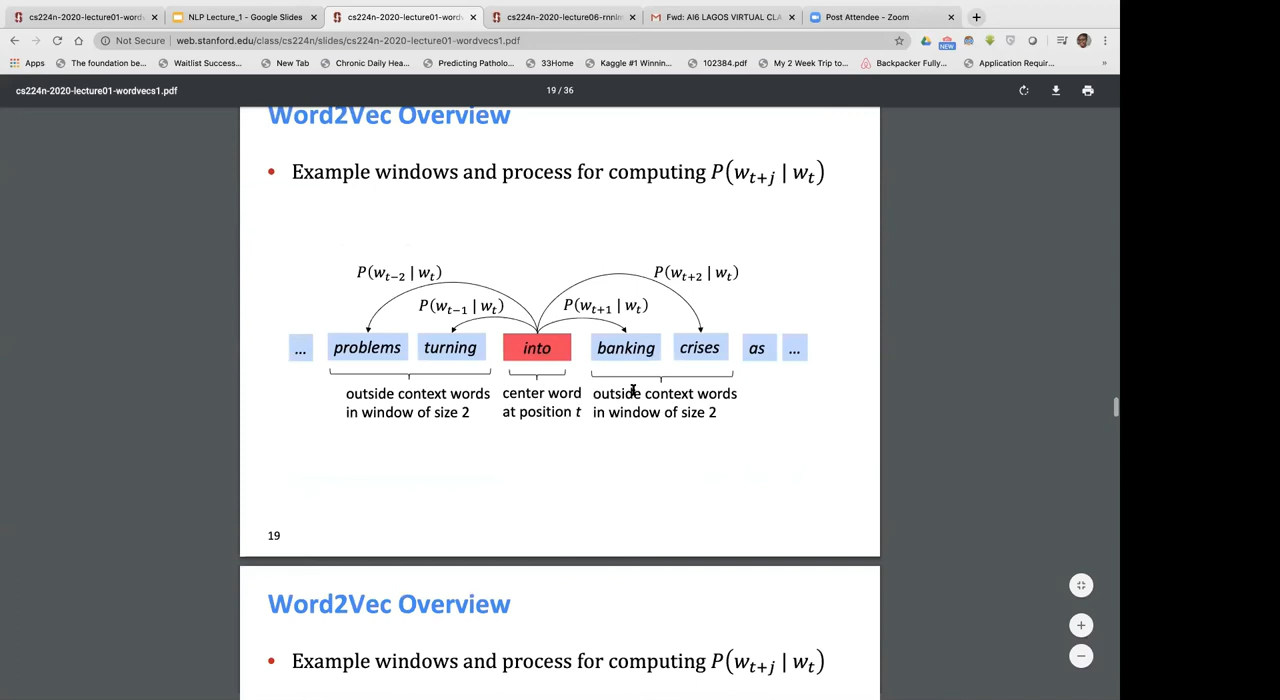 cs224n-2020-lecture01-word
NLP Lecture_1 - Google Slides
cs224n-2020-lecture01-word
cs224n-2020-lecture06-rnnl
Fwd: AI6 LAGOS VIRTUAL CLA
Post Attendee - Zoom
Not Secure | web.stanford.edu/class/cs224n/slides/cs224n-2020-lecture01-wordvecs1.pdf
NEW
Apps
The foundation be...
Waitlist Success...
New Tab
Chronic Daily Hea...
Predicting Patholo...
33Home
Kaggle #1 Winnin...
102384.pdf
My 2 Week Trip to...
Backpacker Fully...
Application Requir...
»
cs224n-2020-lecture01-wordvecs1.pdf
19 / 36
Word2Vec Overview
• Example windows and process for computing P(w_{t+j} | w_t)
P(w_{t−2} | w_t) P(w_{t+2} | w_t)
P(w_{t−1} | w_t) P(w_{t+1} | w_t)
... problems turning into banking crises as ...
outside context words
in window of size 2
center word
at position t
outside context words
in window of size 2
19
Word2Vec Overview
• Example windows and process for computing P(w_{t+j} | w_t)